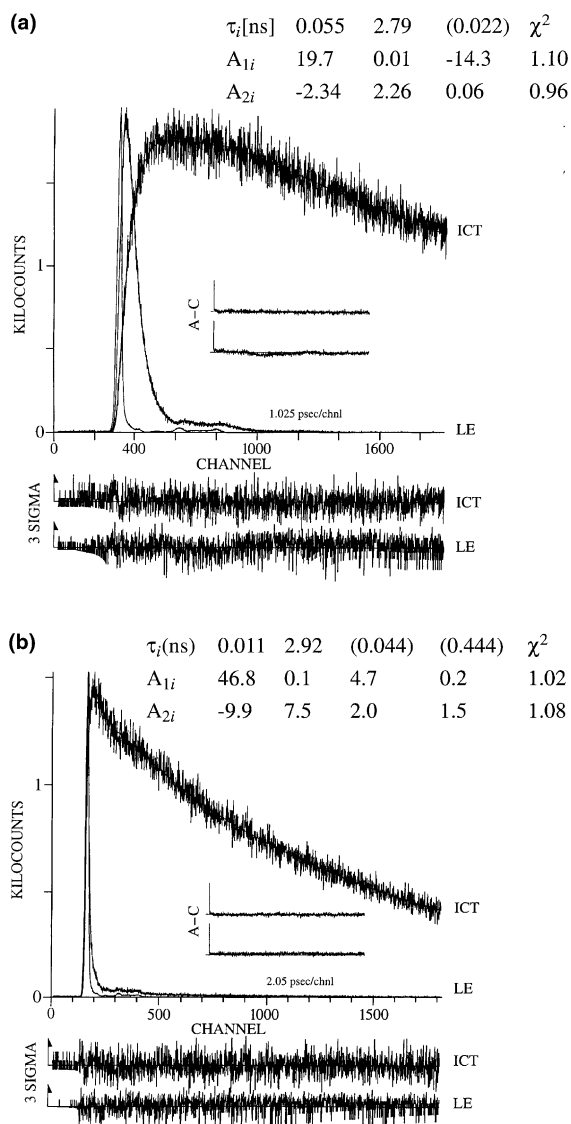 (a)
τi[ns] 0.055 2.79 (0.022) χ2
A1i 19.7 0.01 -14.3 1.10
A2i -2.34 2.26 0.06 0.96
KILOCOUNTS
1
0
ICT
A-C
1.025 psec/chnl
LE
0 400 1000 1600
CHANNEL
3 SIGMA
ICT
LE
(b)
τi(ns) 0.011 2.92 (0.044) (0.444) χ2
A1i 46.8 0.1 4.7 0.2 1.02
A2i -9.9 7.5 2.0 1.5 1.08
KILOCOUNTS
1
0
ICT
A-C
2.05 psec/chnl
LE
0 500 1000 1500
CHANNEL
3 SIGMA
ICT
LE